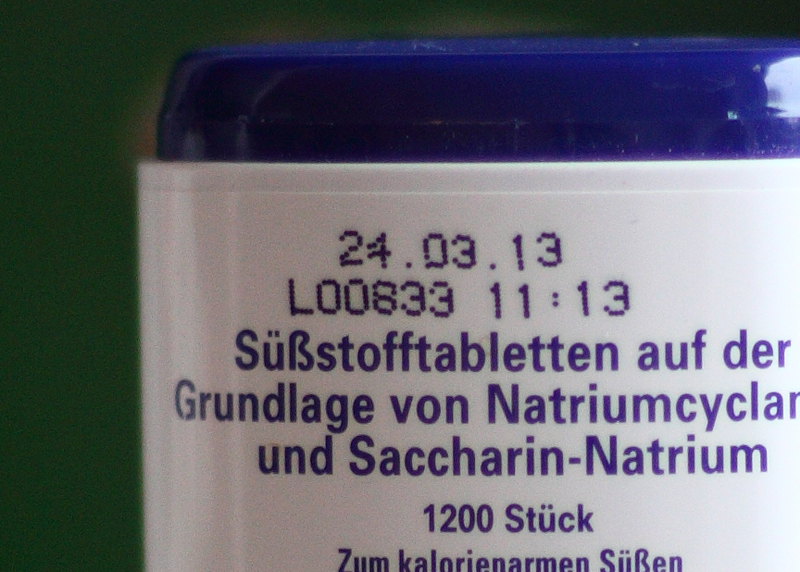 24.03.13
L00833 11:13
Süßstofftabletten auf der
Grundlage von
und Saccharin-Natrium
1200 Stück
Zum kalorienarmen Süßen